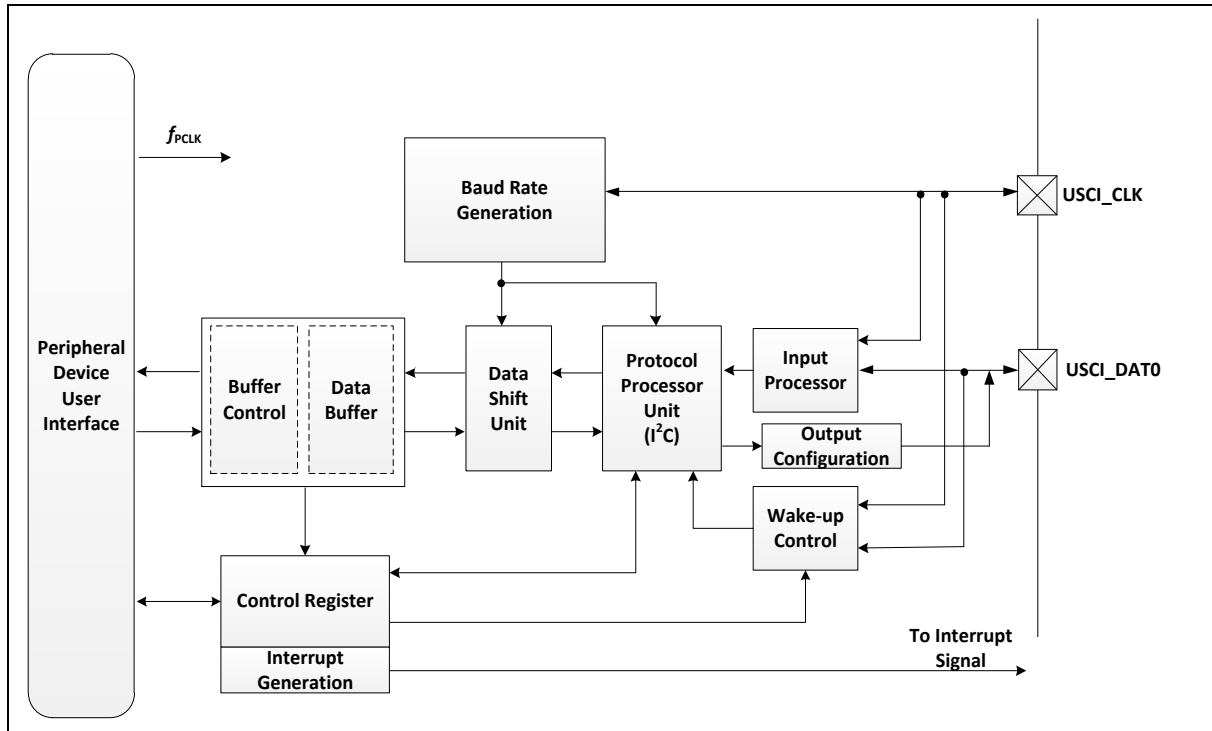 fPCLK
Baud Rate
Generation
USCI_CLK
Peripheral
Device
User
Interface
Buffer
Control
Data
Buffer
Data
Shift
Unit
Protocol
Processor
Unit
(I²C)
Input
Processor
USCI_DAT0
Output
Configuration
Wake-up
Control
Control Register
Interrupt
Generation
To Interrupt
Signal